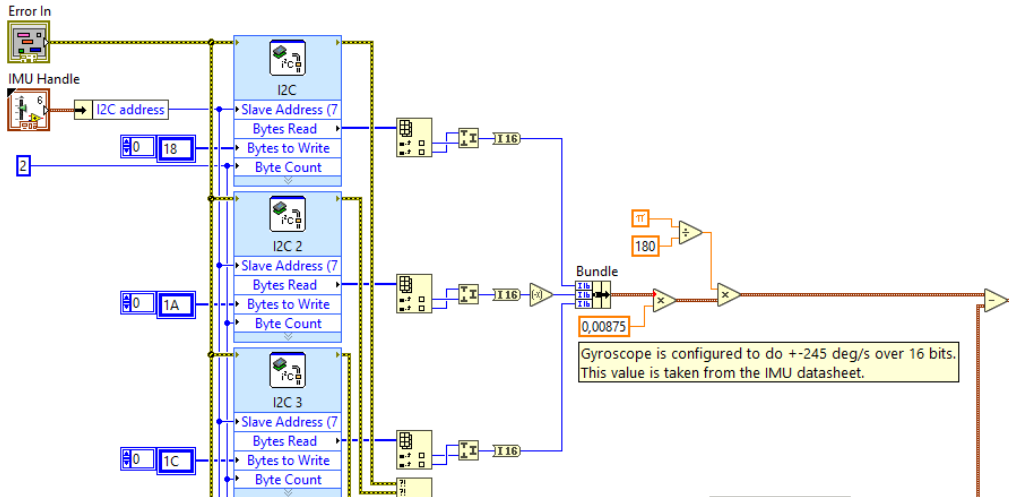 Error In
IMU Handle
6
I2C address
I2C
Slave Address (7
Bytes Read
Bytes to Write
Byte Count
0
18
2
I16
I2C 2
Slave Address (7
Bytes Read
Bytes to Write
Byte Count
0
1A
I16
(-x)
Bundle
π
180
÷
×
×
−
0,00875
Gyroscope is configured to do +-245 deg/s over 16 bits.
This value is taken from the IMU datasheet.
I2C 3
Slave Address (7
Bytes Read
Bytes to Write
Byte Count
0
1C
I16
?!
?!